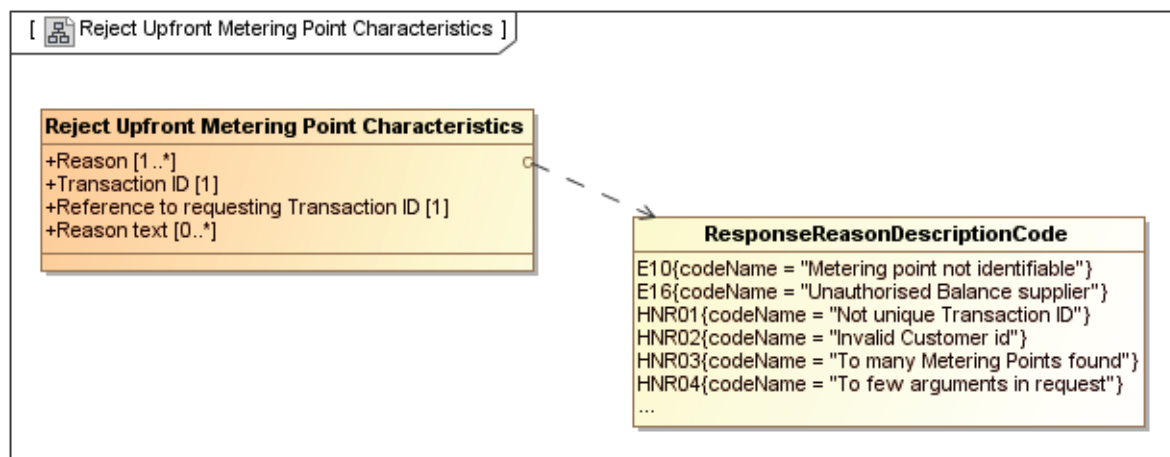 [ Reject Upfront Metering Point Characteristics ]
Reject Upfront Metering Point Characteristics
+Reason [1..*]
+Transaction ID [1]
+Reference to requesting Transaction ID [1]
+Reason text [0..*]
ResponseReasonDescriptionCode
E10{codeName = "Metering point not identifiable"}
E16{codeName = "Unauthorised Balance supplier"}
HNR01{codeName = "Not unique Transaction ID"}
HNR02{codeName = "Invalid Customer id"}
HNR03{codeName = "To many Metering Points found"}
HNR04{codeName = "To few arguments in request"}
...